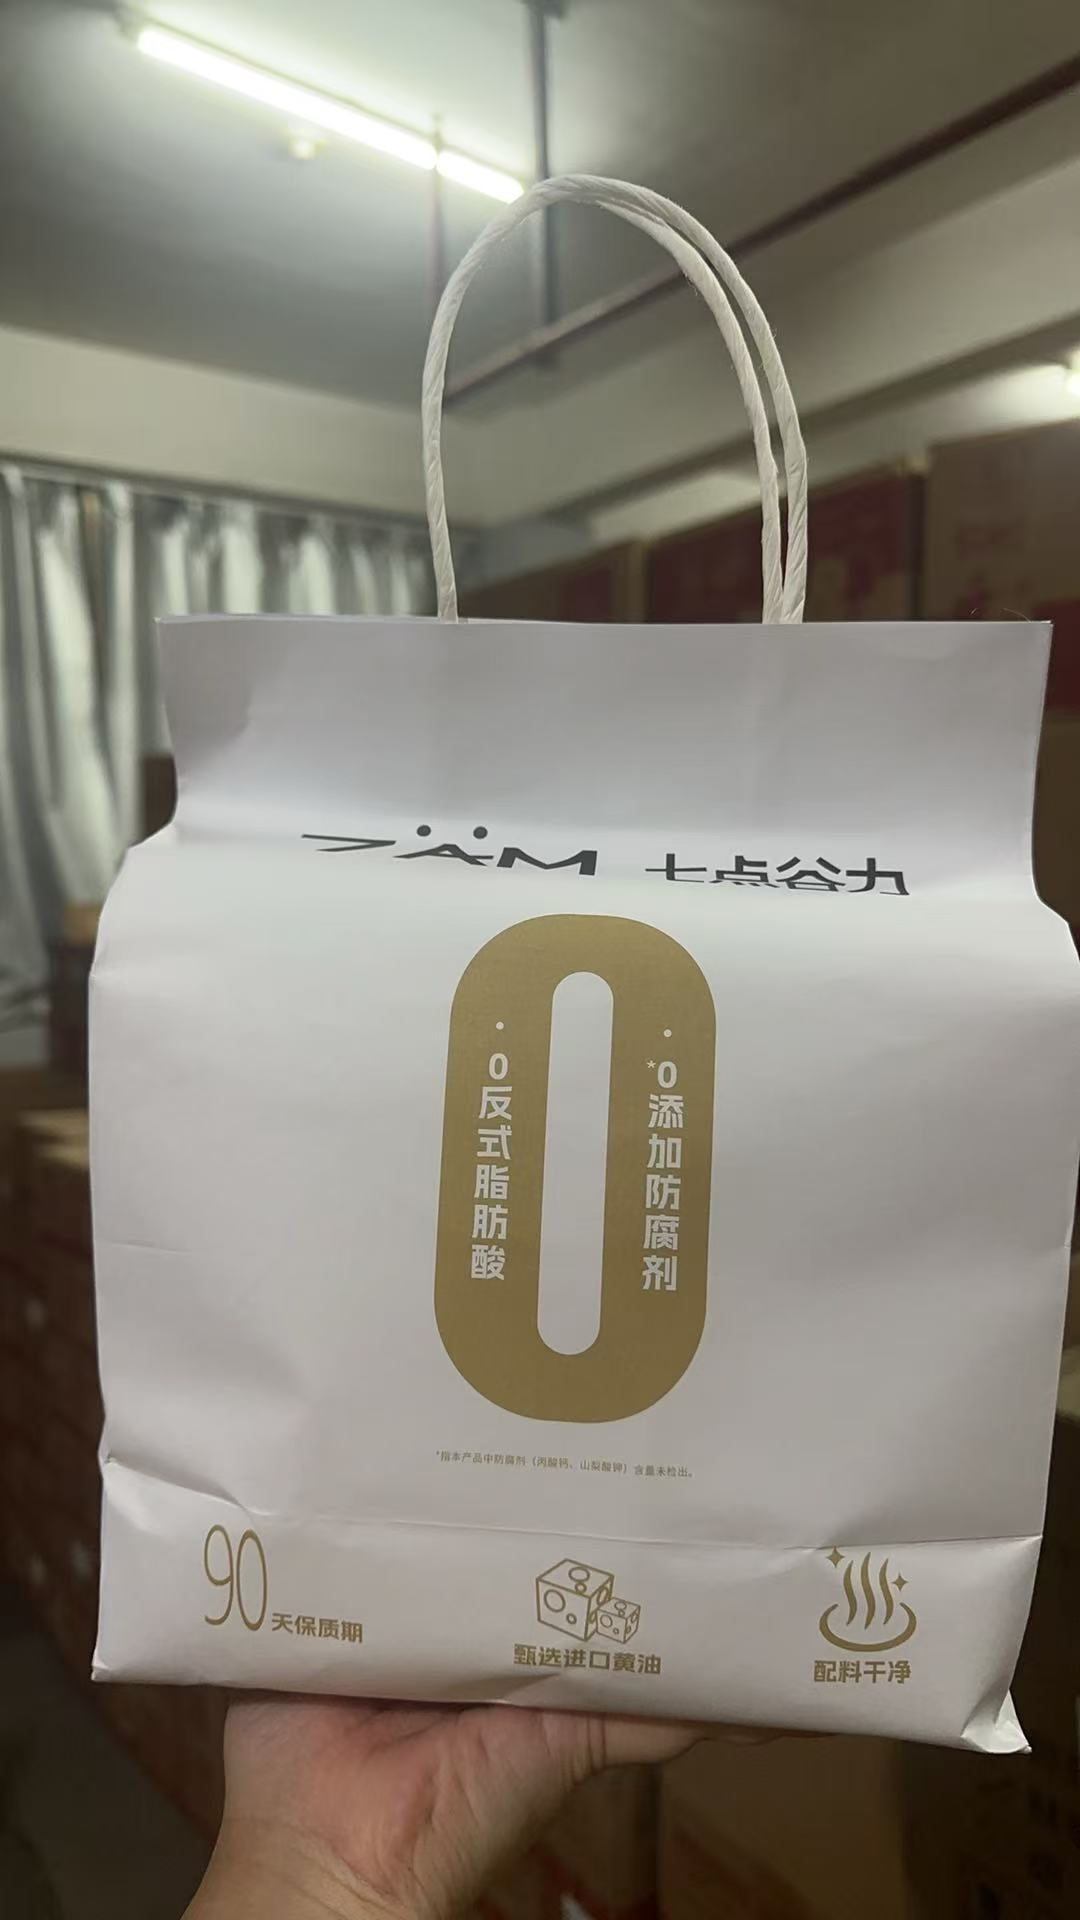 7ÄM 七点谷力
·0反式脂肪酸
·*0添加防腐剂
*指本产品中防腐剂（丙酸钙、山梨酸钾）含量未检出。
90天保质期
甄选进口黄油
配料干净